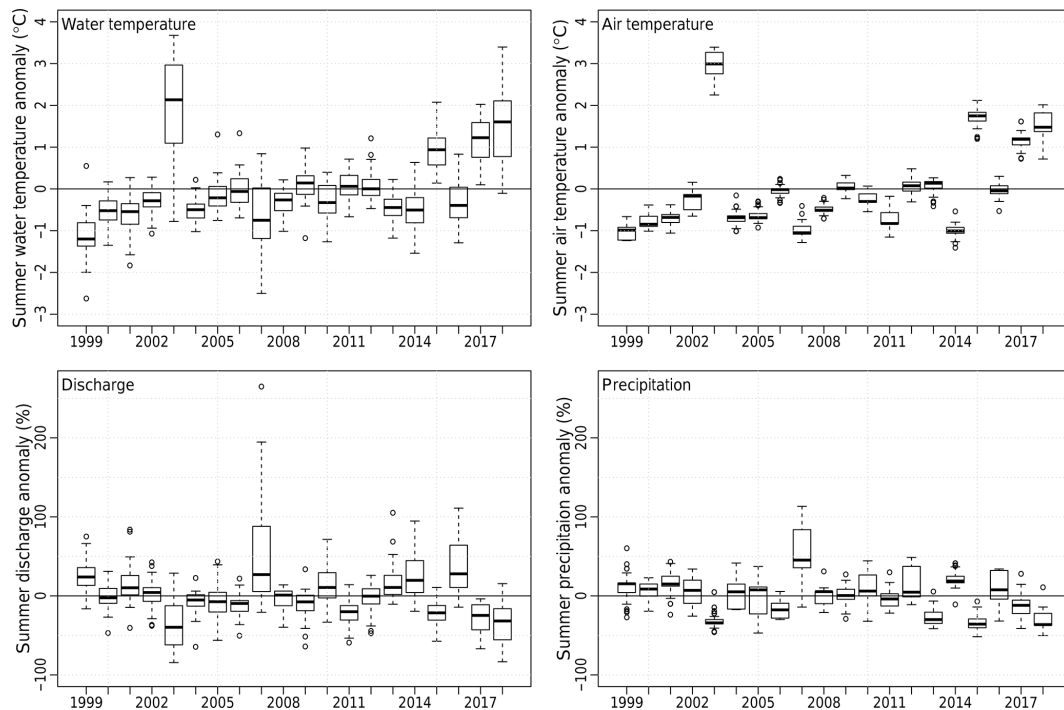 Water temperature
Summer water temperature anomaly (°C)
4
3
2
1
0
−1
−2
−3
1999 2002 2005 2008 2011 2014 2017
Air temperature
Summer air temperature anomaly (°C)
4
3
2
1
0
−1
−2
−3
1999 2002 2005 2008 2011 2014 2017
Discharge
Summer discharge anomaly (%)
200
100
0
−100
1999 2002 2005 2008 2011 2014 2017
Precipitation
Summer precipitaion anomaly (%)
200
100
0
−100
1999 2002 2005 2008 2011 2014 2017